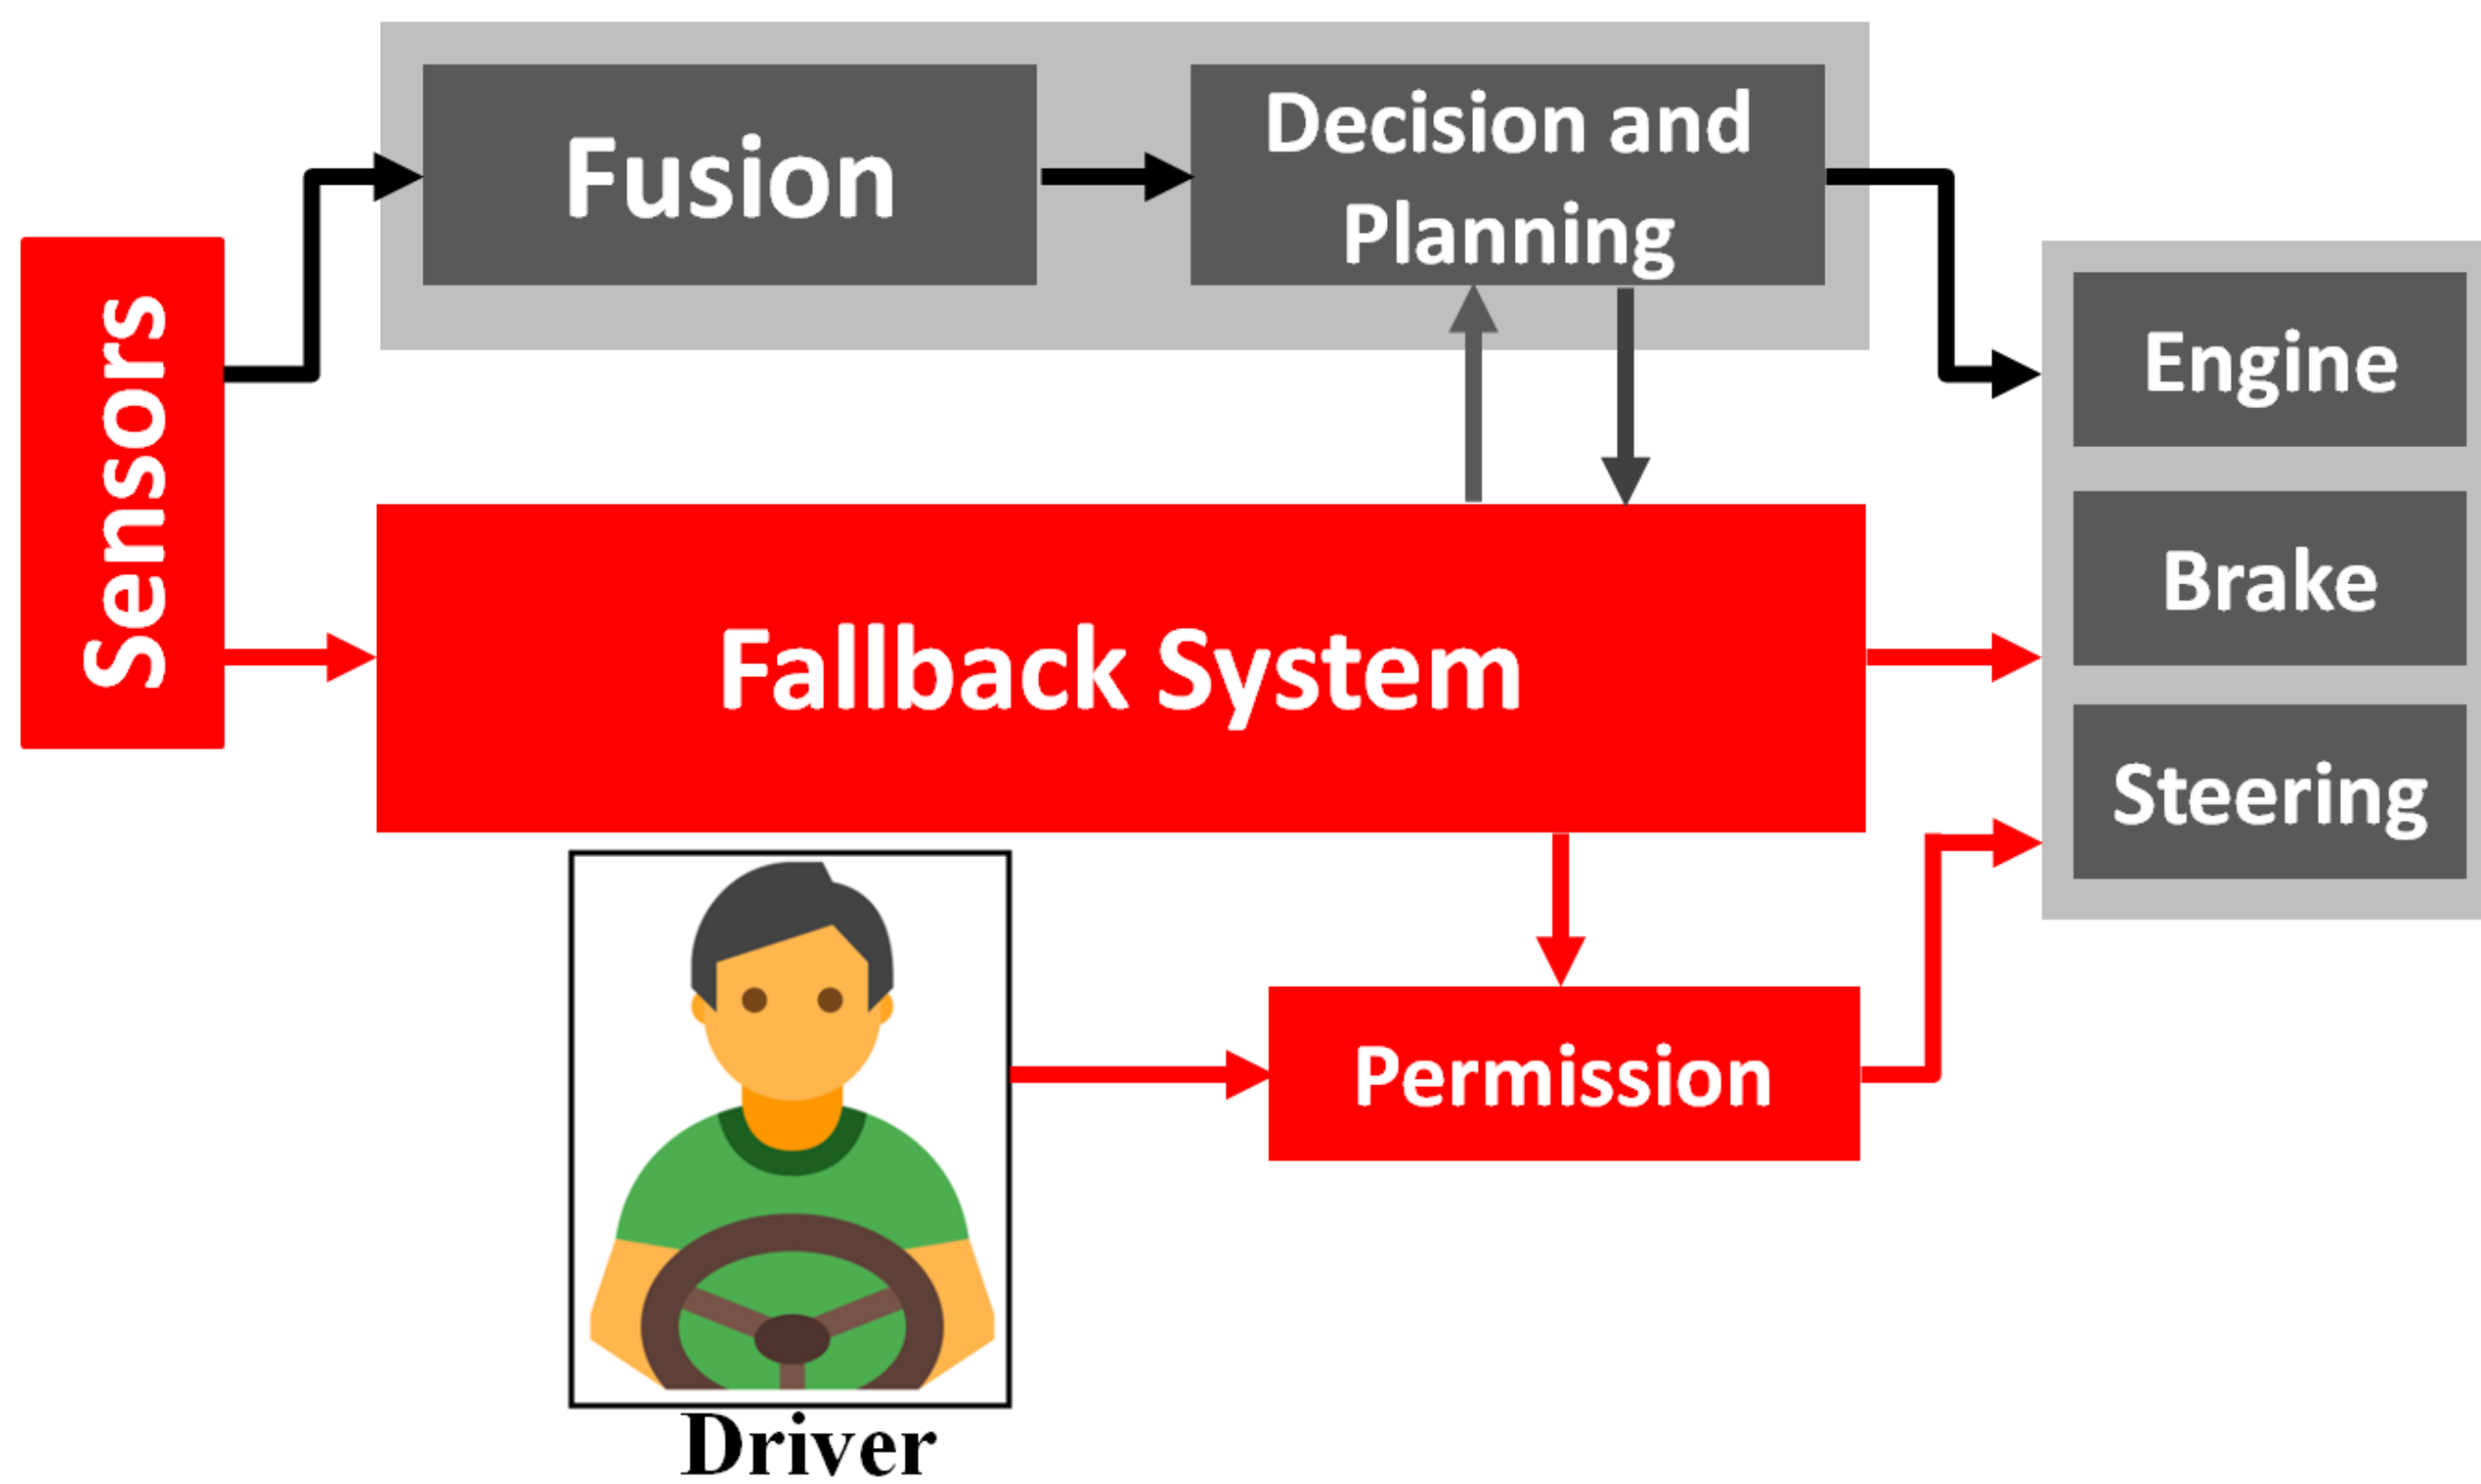 Fusion
Decision and
Planning
Sensors
Engine
Brake
Steering
Fallback System
Permission
Driver